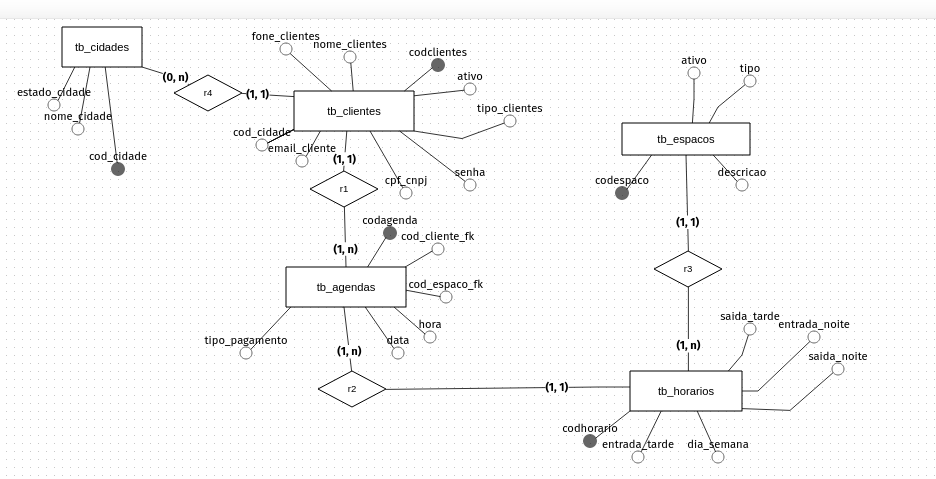 tb_cidades
estado_cidade
nome_cidade
cod_cidade
(0, n)
r4
(1, 1)
fone_clientes
nome_clientes
codclientes
ativo
tipo_clientes
tb_clientes
cod_cidade
email_cliente
cpf_cnpj
senha
(1, 1)
r1
(1, n)
codagenda
cod_cliente_fk
cod_espaco_fk
tb_agendas
tipo_pagamento
data
hora
(1, n)
r2
(1, 1)
ativo
tipo
tb_espacos
codespaco
descricao
(1, 1)
r3
(1, n)
saida_tarde
entrada_noite
saida_noite
tb_horarios
codhorario
entrada_tarde
dia_semana